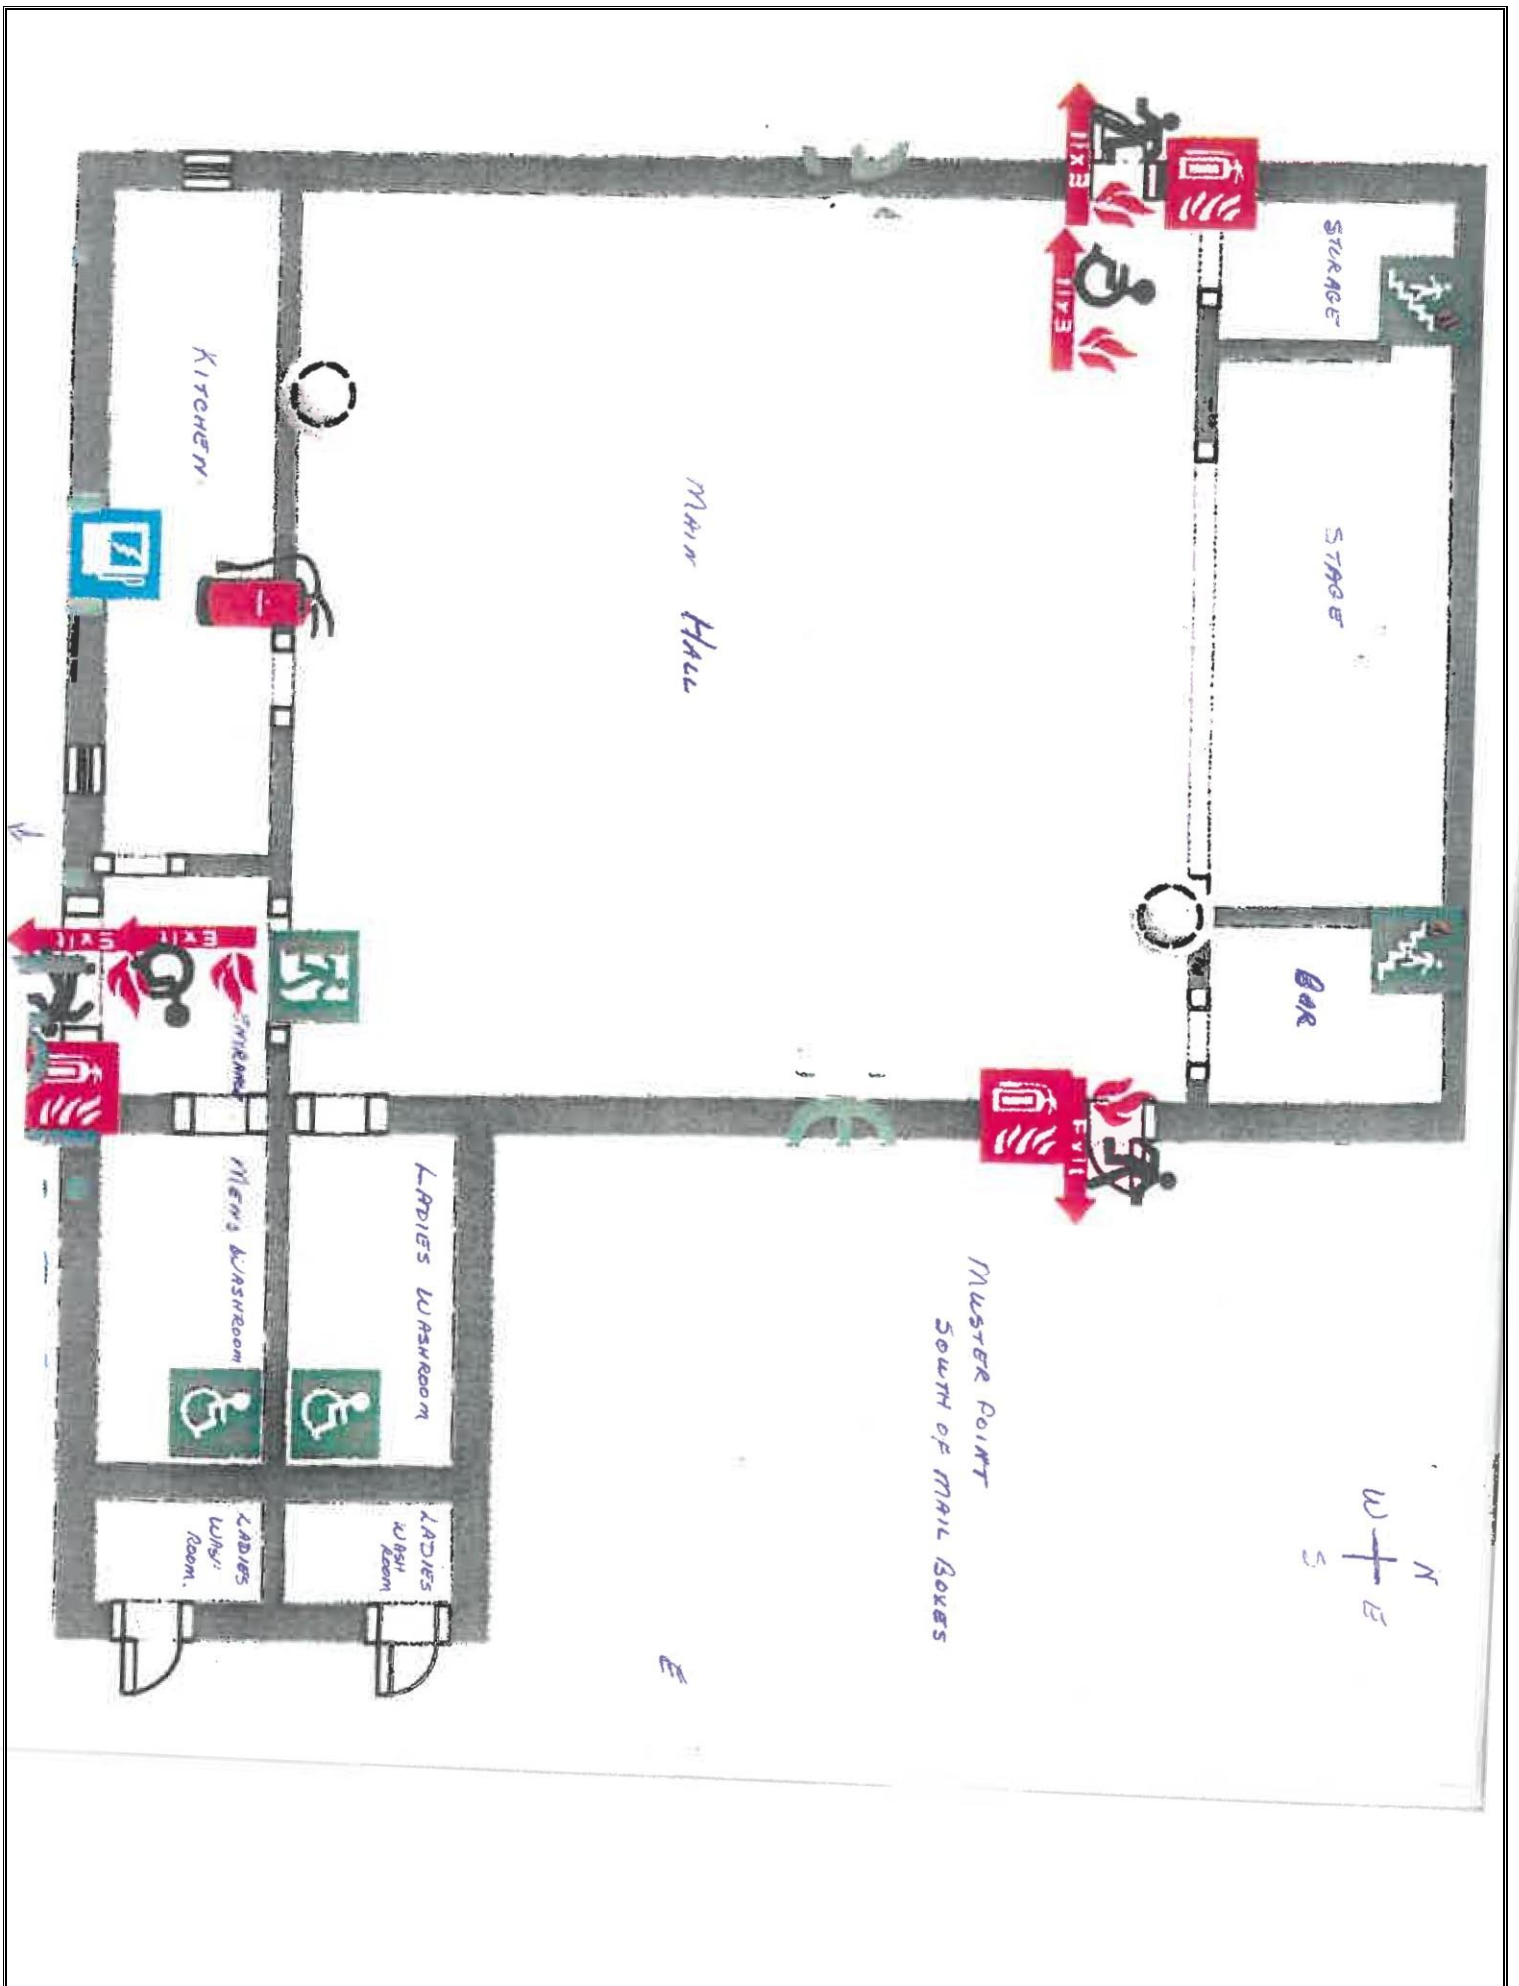 N
W
E
S
STORAGE
STAGE
BAR
Exit
Exit
Exit
MAIN HALL
MUSTER POINT
SOUTH OF MAIL BOXES
E
KITCHEN
Exit
Exit
LADIES WASHROOM
MENS WASHROOM
LADIES
WASH
ROOM
LADIES
WASH
ROOM.